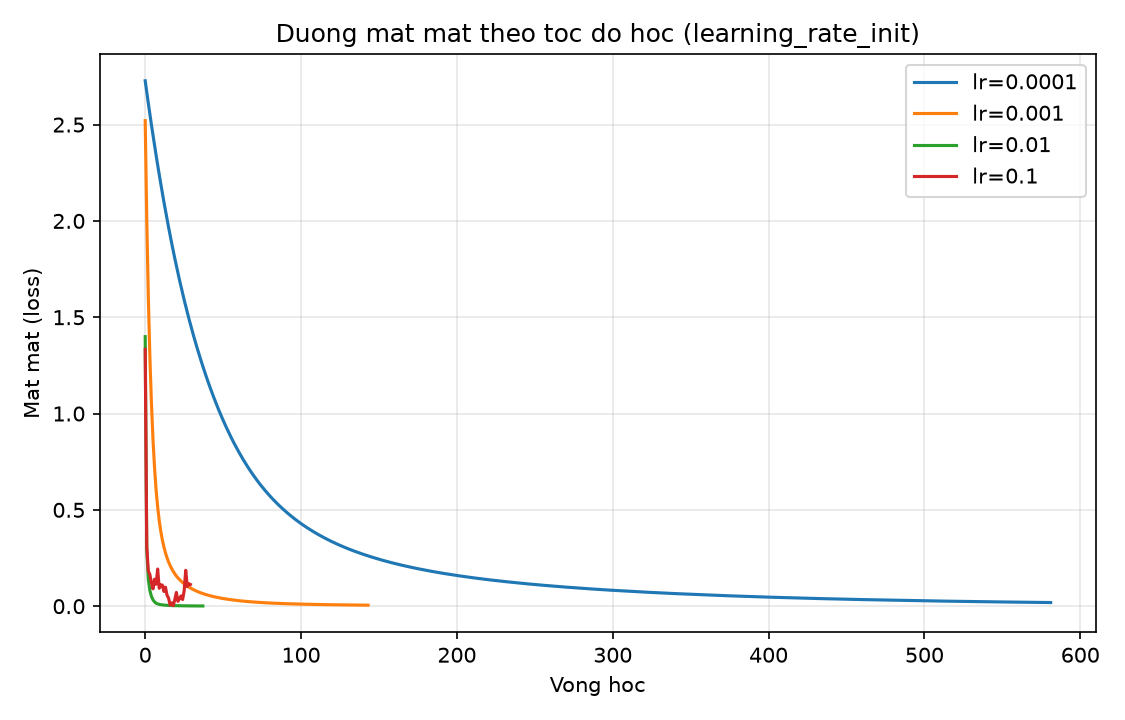 Duong mat mat theo toc do hoc (learning_rate_init)
lr=0.0001
lr=0.001
lr=0.01
lr=0.1
Mat mat (loss)
2.5
2.0
1.5
1.0
0.5
0.0
0 100 200 300 400 500 600
Vong hoc